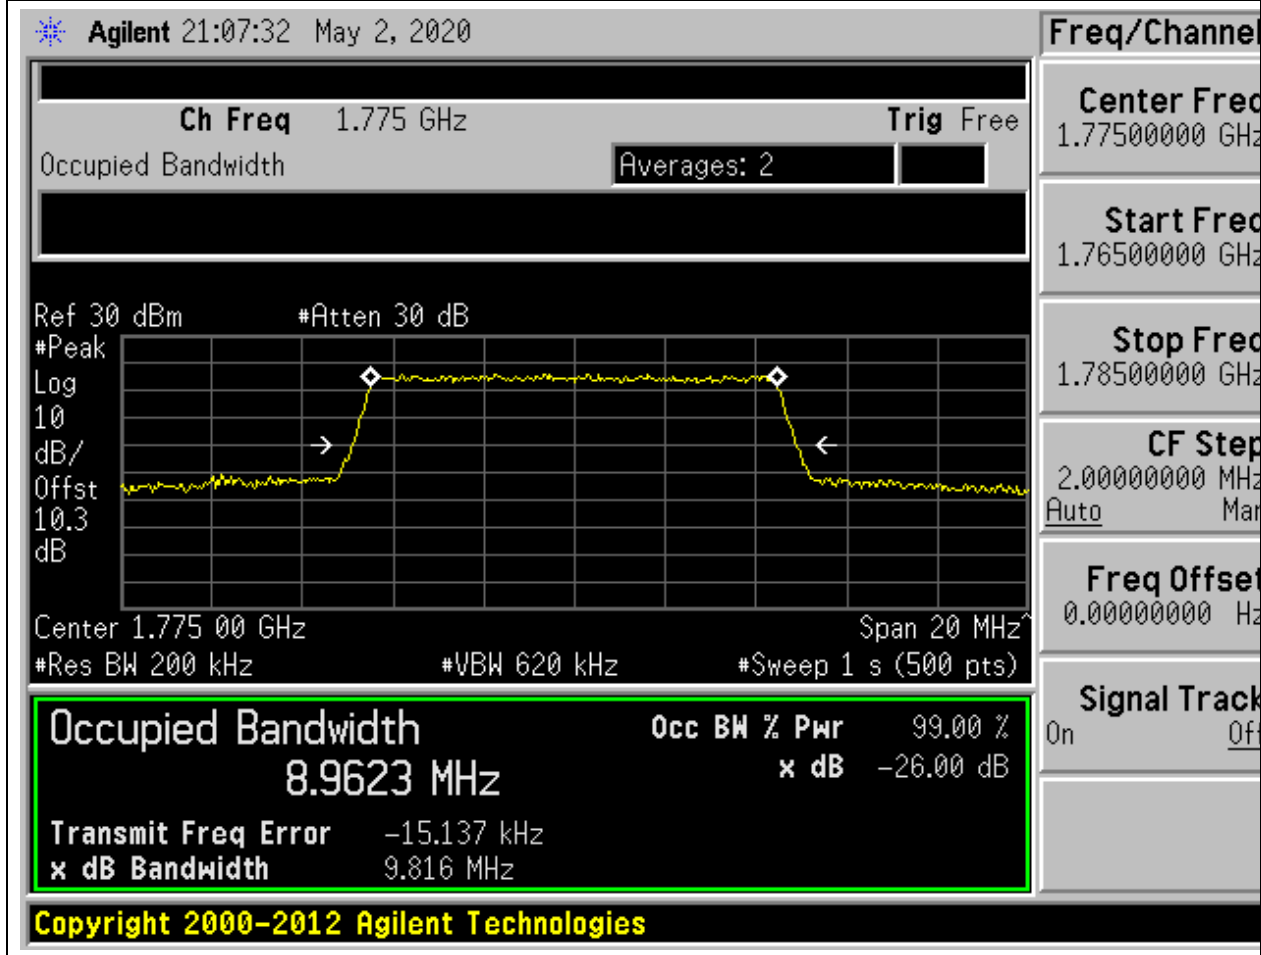 Agilent 21:07:32 May 2, 2020
Freq/Channel
Ch Freq 1.775 GHz Trig Free
Occupied Bandwidth Averages: 2
Ref 30 dBm #Atten 30 dB
#Peak
Log
10
dB/
Offst
10.3
dB
Center 1.775 00 GHz Span 20 MHz^
#Res BW 200 kHz #VBW 620 kHz #Sweep 1 s (500 pts)
Occupied Bandwidth Occ BW % Pwr 99.00 %
8.9623 MHz x dB -26.00 dB
Transmit Freq Error -15.137 kHz
x dB Bandwidth 9.816 MHz
Copyright 2000-2012 Agilent Technologies
Center Freq
1.77500000 GHz
Start Freq
1.76500000 GHz
Stop Freq
1.78500000 GHz
CF Step
2.00000000 MHz
Auto Man
Freq Offset
0.00000000 Hz
Signal Track
On Off